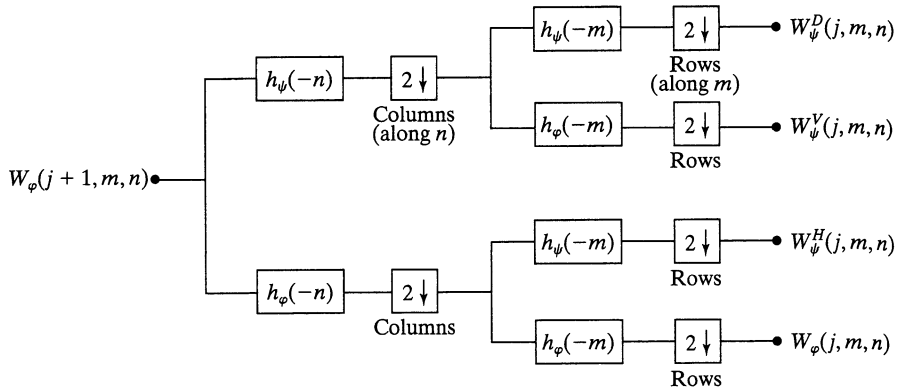 h_ψ(−m)
2↓
W_ψ^D(j, m, n)
Rows
(along m)
h_ψ(−n)
2↓
Columns
(along n)
h_φ(−m)
2↓
W_ψ^V(j, m, n)
Rows
W_φ(j + 1, m, n)
h_ψ(−m)
2↓
W_ψ^H(j, m, n)
Rows
h_φ(−n)
2↓
Columns
h_φ(−m)
2↓
W_φ(j, m, n)
Rows